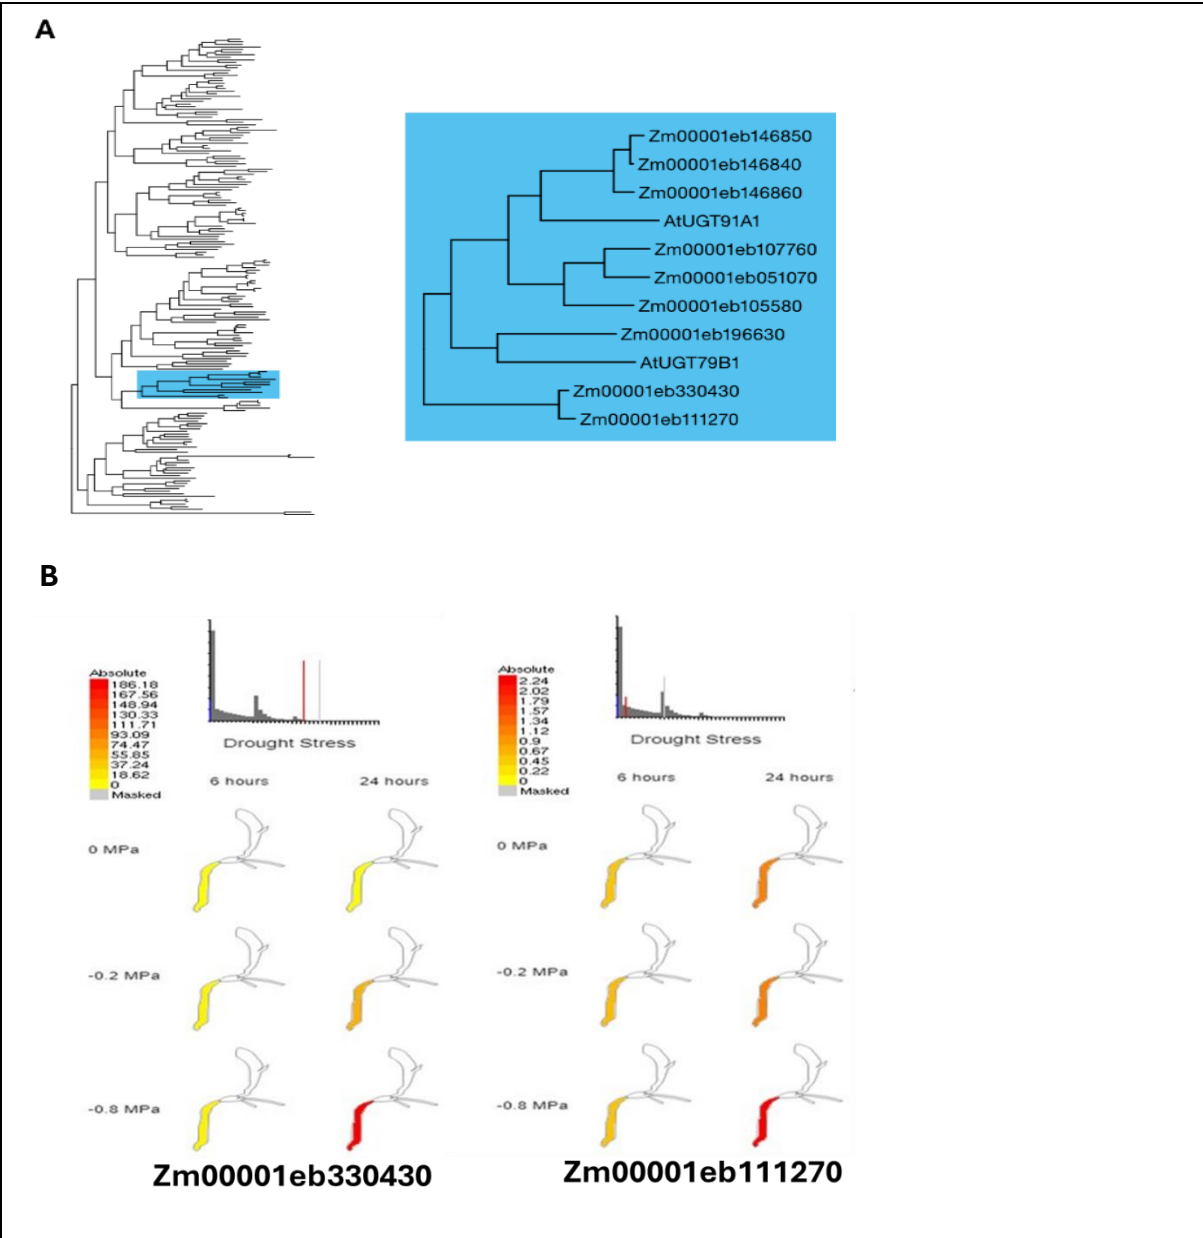 A
Zm00001eb146850
Zm00001eb146840
Zm00001eb146860
AtUGT91A1
Zm00001eb107760
Zm00001eb051070
Zm00001eb105580
Zm00001eb196630
AtUGT79B1
Zm00001eb330430
Zm00001eb111270
B
Absolute
186.18
167.56
148.94
130.33
111.71
93.09
74.47
55.85
37.24
18.62
0
Masked
Drought Stress
6 hours 24 hours
0 MPa
-0.2 MPa
-0.8 MPa
Zm00001eb330430
Absolute
2.24
2.02
1.79
1.57
1.34
1.12
0.9
0.67
0.45
0.22
0
Masked
Drought Stress
6 hours 24 hours
0 MPa
-0.2 MPa
-0.8 MPa
Zm00001eb111270